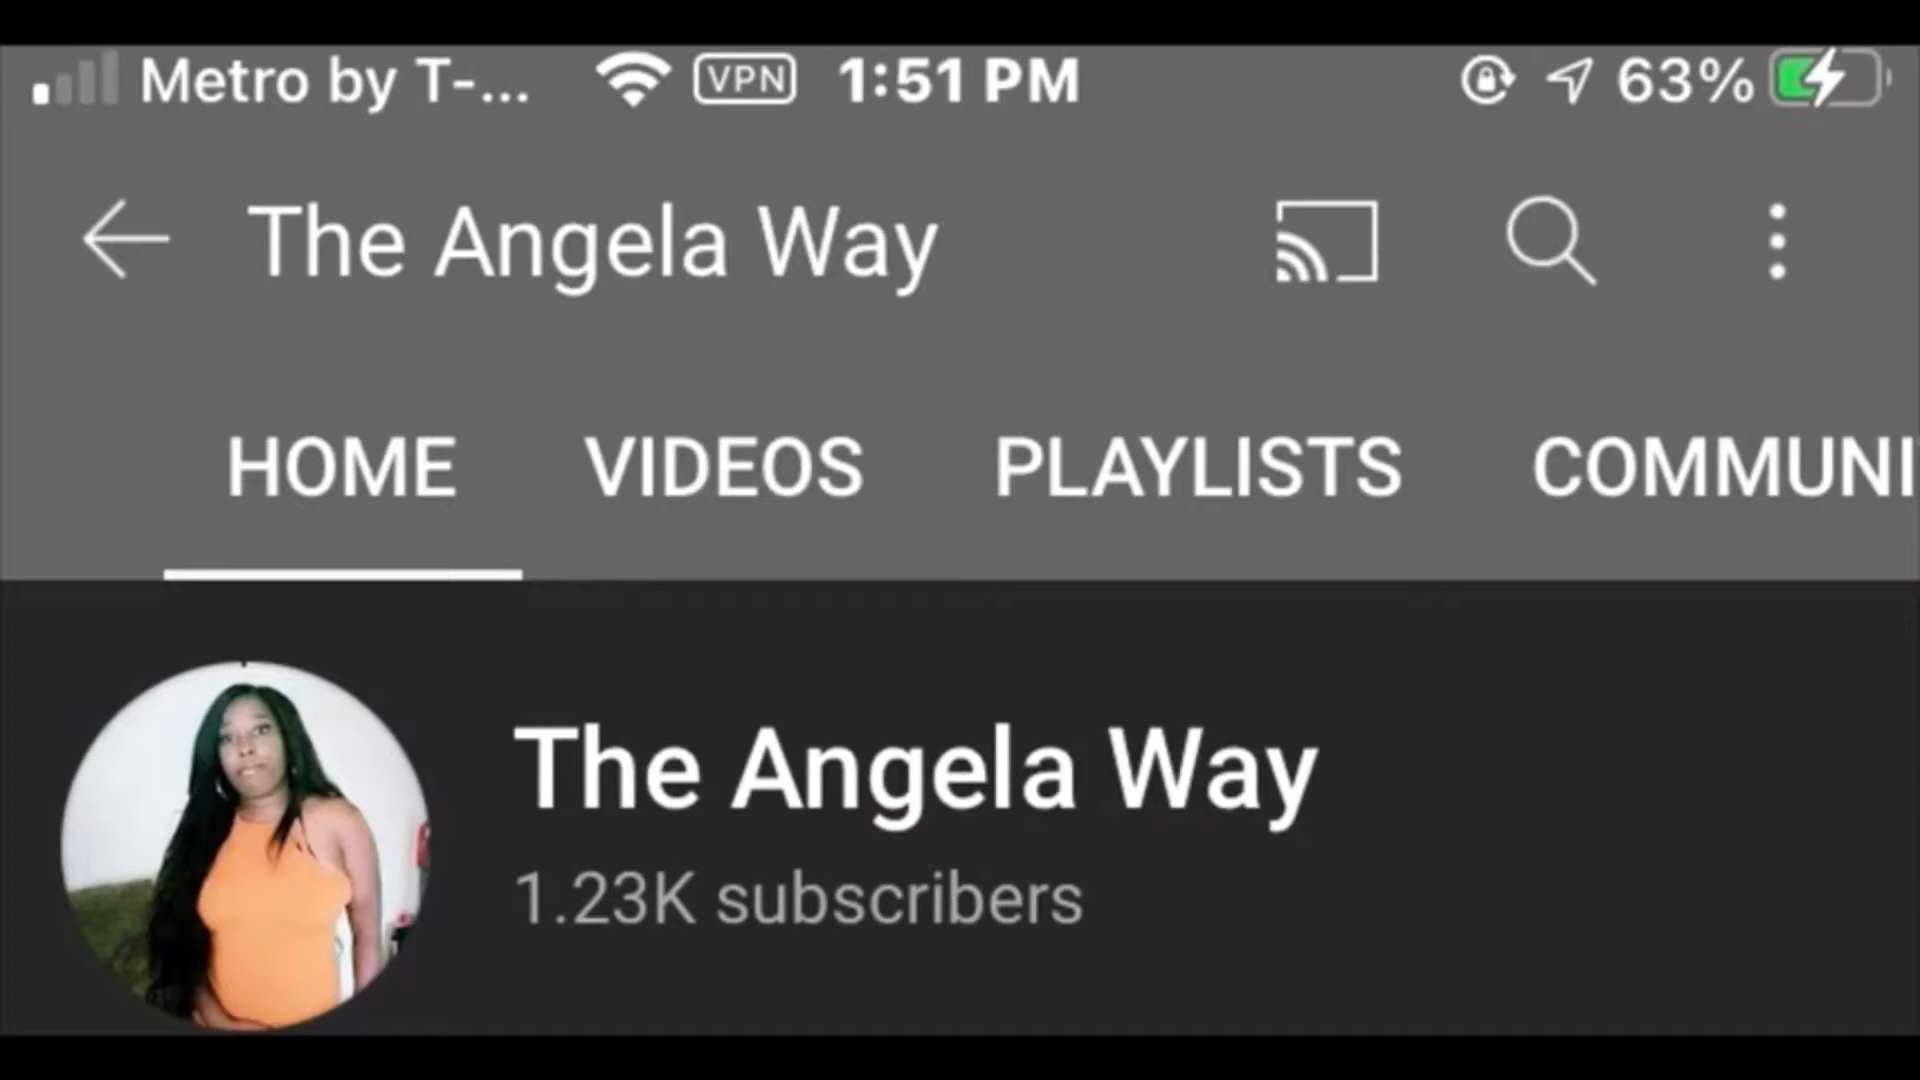 Metro by T-... VPN 1:51 PM 63%
The Angela Way
HOME VIDEOS PLAYLISTS COMMUNI
The Angela Way
1.23K subscribers